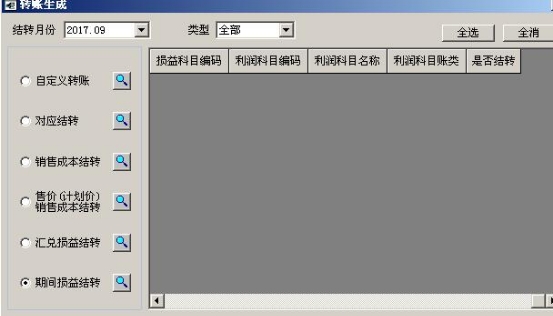 转账生成
结转月份 2017.09 类型 全部 全选 全消
损益科目编码 利润科目编码 利润科目名称 利润科目账类 是否结转
自定义转账
对应结转
销售成本结转
售价(计划价)
销售成本结转
汇兑损益结转
期间损益结转